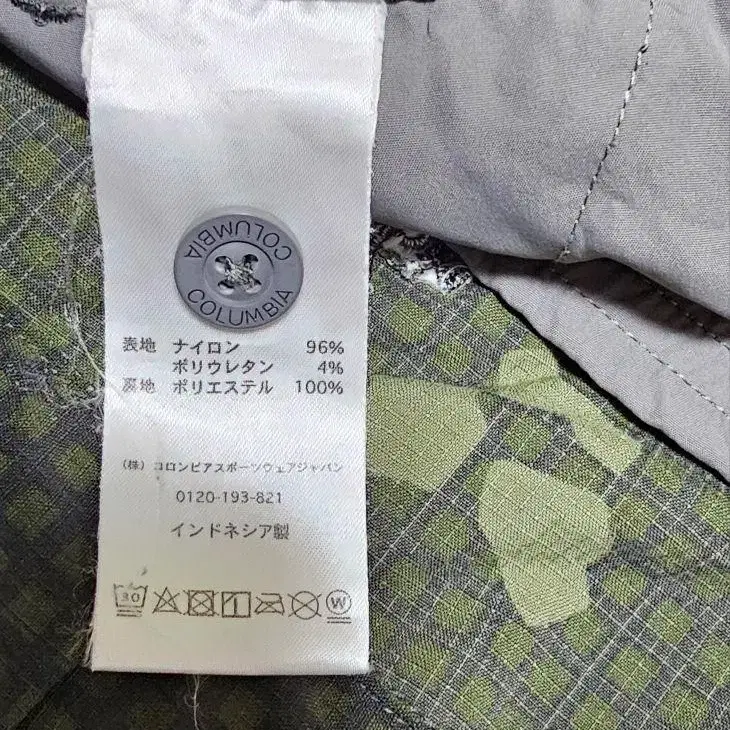 COLUMBIA
COLUMBIA
表地 ナイロン 96%
ポリウレタン 4%
裏地 ポリエステル 100%
(株) コロンビアスポーツウェアジャパン
0120-193-821
インドネシア製
30
W